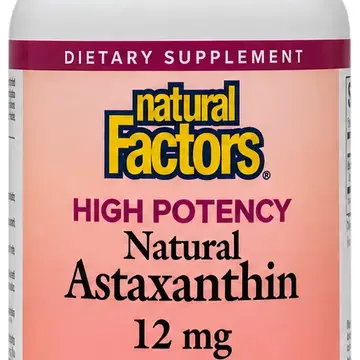 DIETARY SUPPLEMENT
natural
Factors®
HIGH POTENCY
Natural
Astaxanthin
12 mg